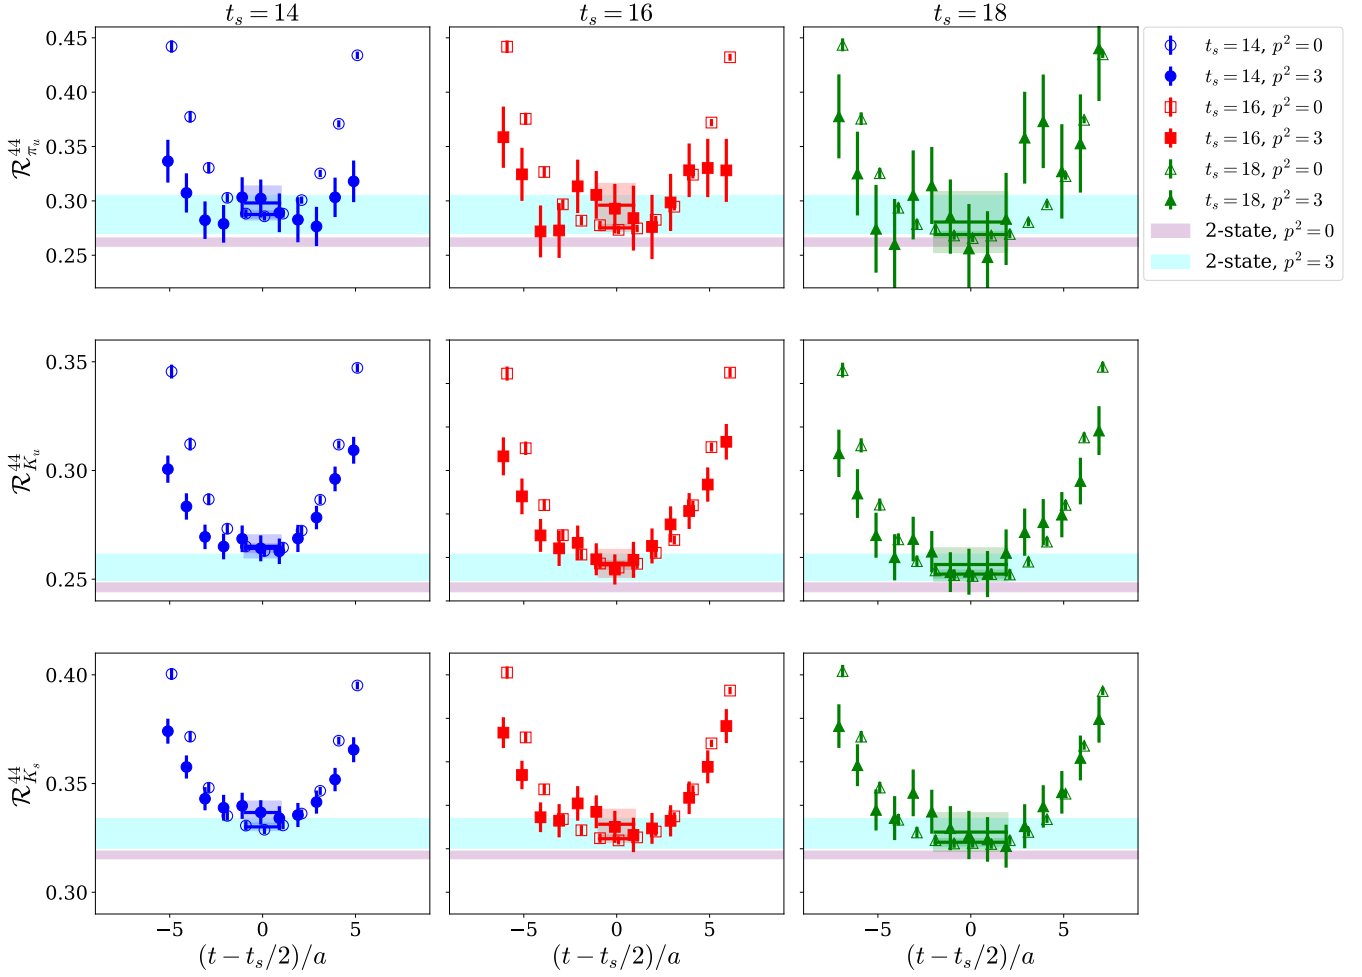 t_s = 14
t_s = 16
t_s = 18
0.45
0.40
0.35
0.30
0.25
R^{44}_{π_u}
t_s = 14, p^2 = 0
t_s = 14, p^2 = 3
t_s = 16, p^2 = 0
t_s = 16, p^2 = 3
t_s = 18, p^2 = 0
t_s = 18, p^2 = 3
2-state, p^2 = 0
2-state, p^2 = 3
0.35
0.30
0.25
R^{44}_{K_u}
0.40
0.35
0.30
R^{44}_{K_s}
−5 0 5
−5 0 5
−5 0 5
(t − t_s/2)/a
(t − t_s/2)/a
(t − t_s/2)/a